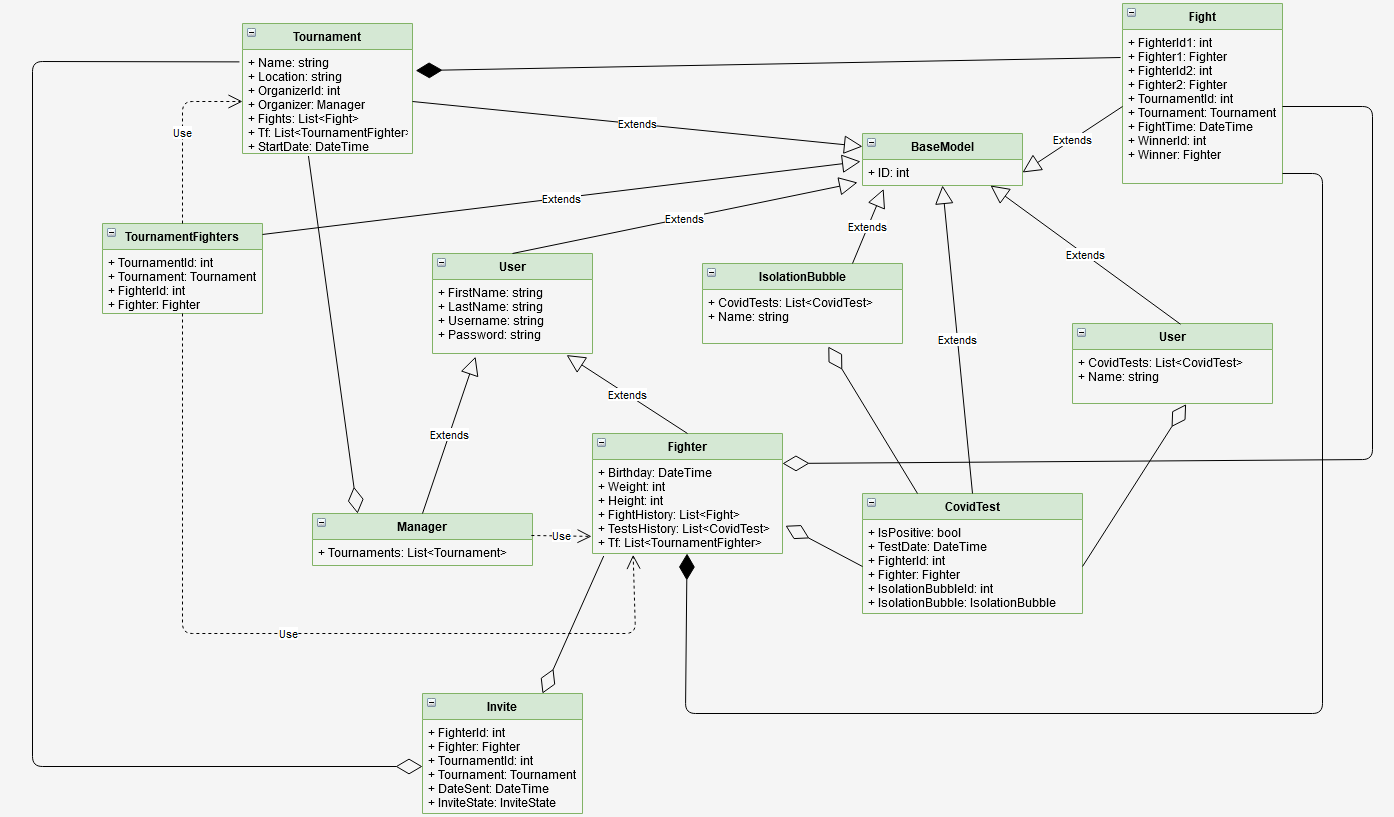 Tournament
+ Name: string
+ Location: string
+ OrganizerId: int
+ Organizer: Manager
+ Fights: List<Fight>
+ Tf: List<TournamentFighter>
+ StartDate: DateTime
Fight
+ FighterId1: int
+ Fighter1: Fighter
+ FighterId2: int
+ Fighter2: Fighter
+ TournamentId: int
+ Tournament: Tournament
+ FightTime: DateTime
+ WinnerId: int
+ Winner: Fighter
Use
Extends
Extends
BaseModel
+ ID: int
Extends
Extends
Extends
Extends
TournamentFighters
+ TournamentId: int
+ Tournament: Tournament
+ FighterId: int
+ Fighter: Fighter
User
+ FirstName: string
+ LastName: string
+ Username: string
+ Password: string
IsolationBubble
+ CovidTests: List<CovidTest>
+ Name: string
Extends
User
+ CovidTests: List<CovidTest>
+ Name: string
Extends
Extends
Fighter
+ Birthday: DateTime
+ Weight: int
+ Height: int
+ FightHistory: List<Fight>
+ TestsHistory: List<CovidTest>
+ Tf: List<TournamentFighter>
Manager
+ Tournaments: List<Tournament>
Use
CovidTest
+ IsPositive: bool
+ TestDate: DateTime
+ FighterId: int
+ Fighter: Fighter
+ IsolationBubbleId: int
+ IsolationBubble: IsolationBubble
Use
Invite
+ FighterId: int
+ Fighter: Fighter
+ TournamentId: int
+ Tournament: Tournament
+ DateSent: DateTime
+ InviteState: InviteState